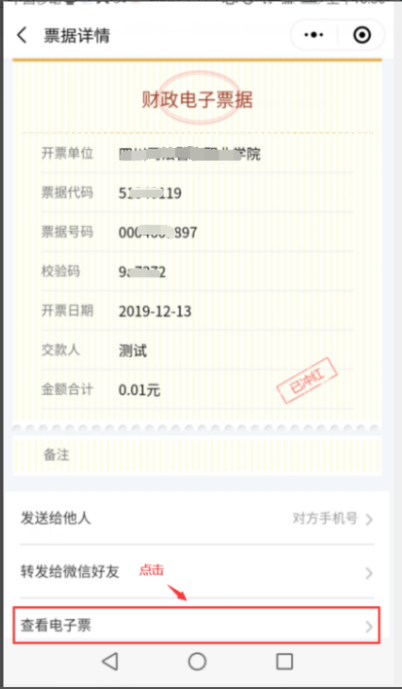 票据详情
财政电子票据
开票单位 学院
票据代码 119
票据号码 897
校验码
开票日期 2019-12-13
交款人 测试
金额合计 0.01元
已冲红
备注
发送给他人 对方手机号
转发给微信好友 点击
查看电子票